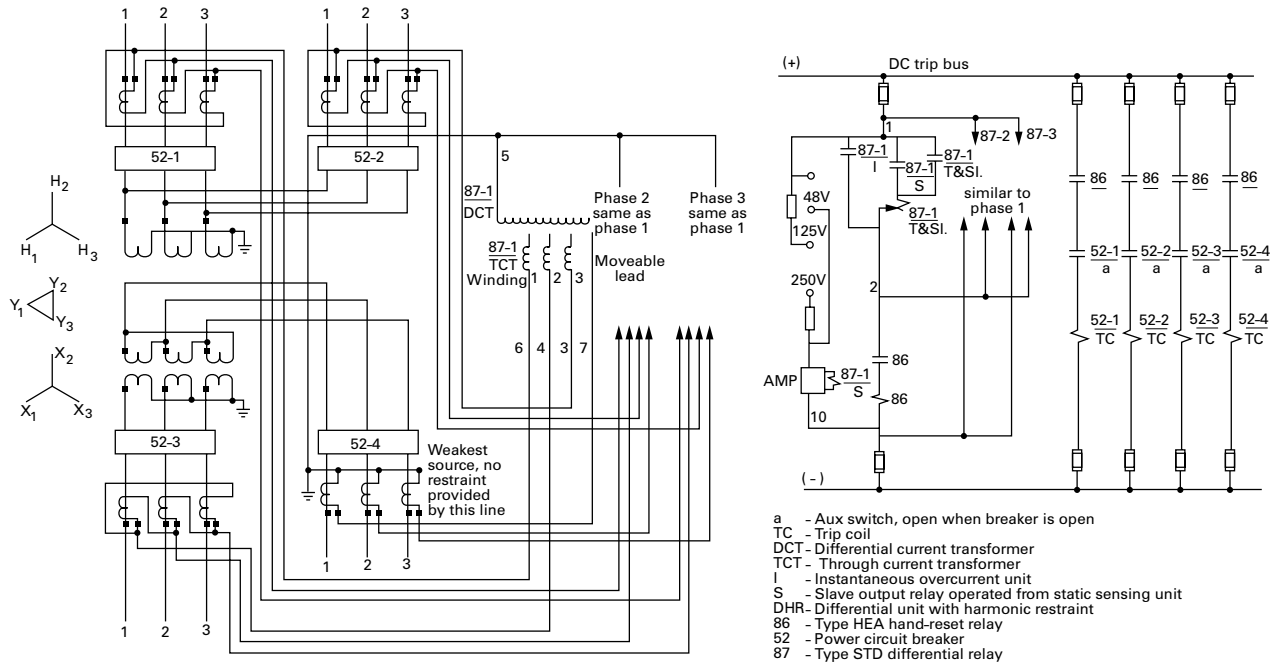 1 2 3
1 2 3
52-1
52-2
H2
H1
H3
Y2
Y1
Y3
X2
X1
X3
52-3
52-4
1 2 3
1 2 3
5
87-1
DCT
87-1
TCT
Winding
1 2 3
Phase 2
same as
phase 1
Phase 3
same as
phase 1
Moveable
lead
6 4 3 7
Weakest
source, no
restraint
provided
by this line
(+)
DC trip bus
1
87-2
87-3
87-1
I
87-1
S
87-1
T&SI.
87-1
T&SI.
similar to
phase 1
48V
125V
250V
2
86
86
AMP
87-1
S
10
(-)
86 86 86 86
52-1
a
52-2
a
52-3
a
52-4
a
52-1
TC
52-2
TC
52-3
TC
52-4
TC
a - Aux switch, open when breaker is open
TC - Trip coil
DCT - Differential current transformer
TCT - Through current transformer
I - Instantaneous overcurrent unit
S - Slave output relay operated from static sensing unit
DHR - Differential unit with harmonic restraint
86 - Type HEA hand-reset relay
52 - Power circuit breaker
87 - Type STD differential relay